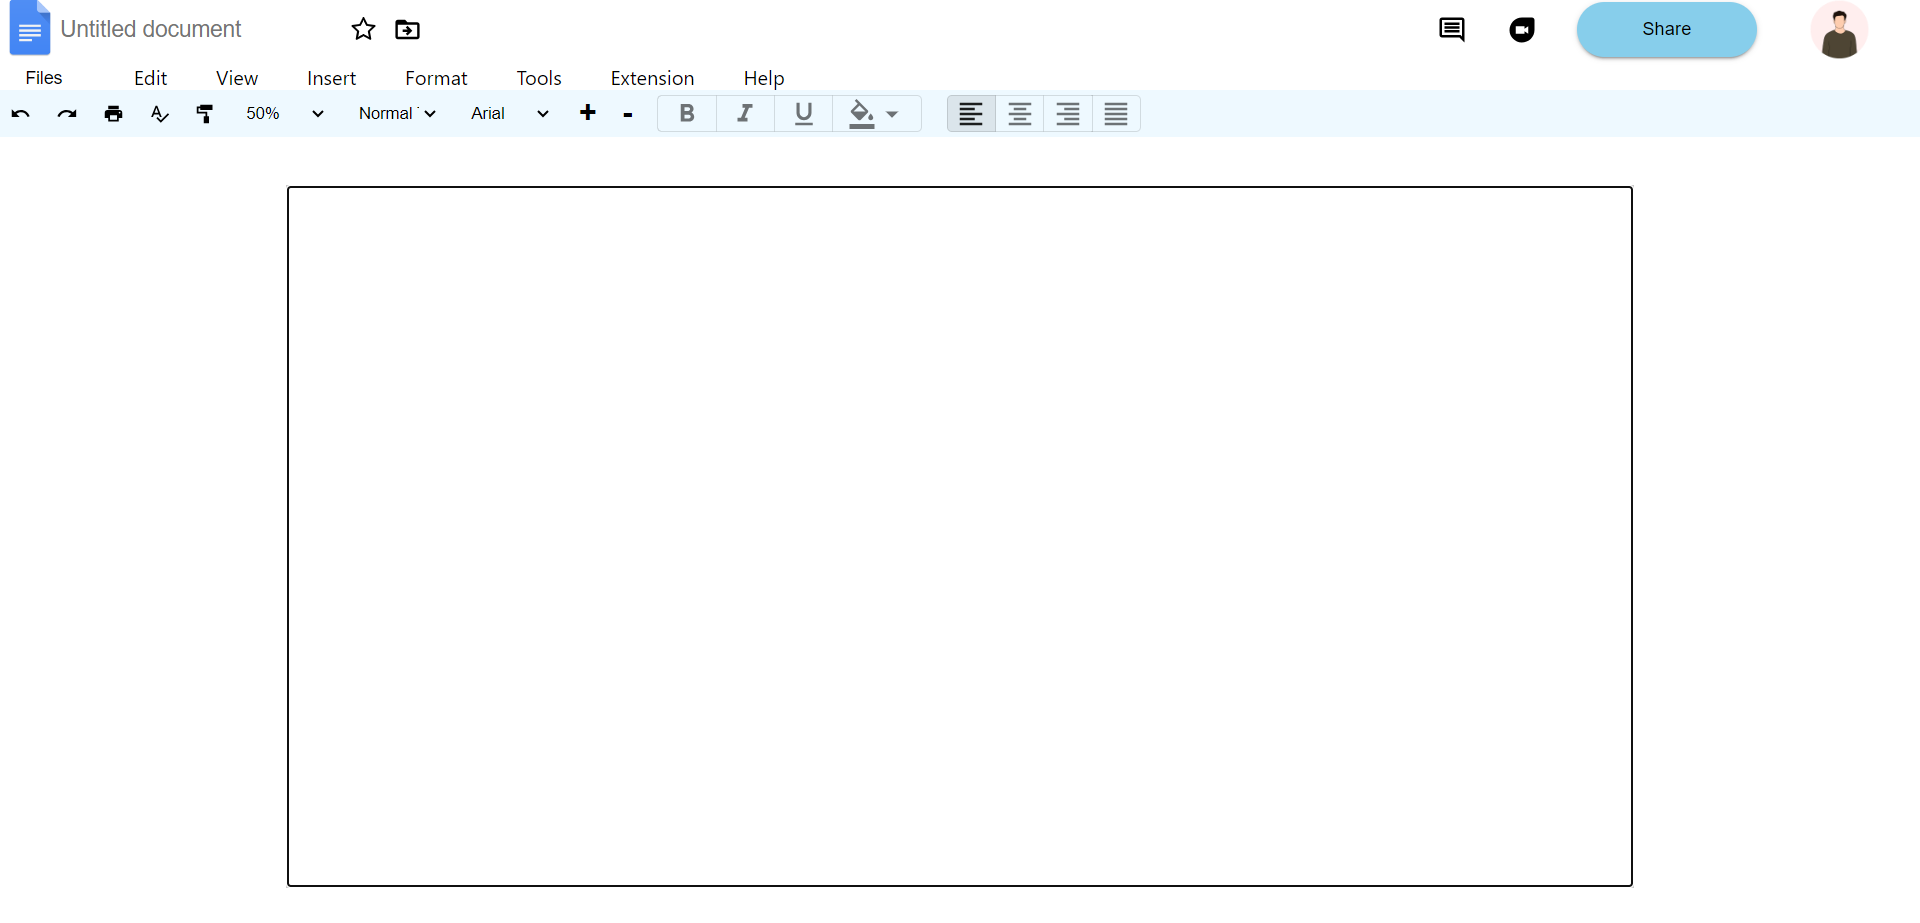 Untitled document
Share
Files Edit View Insert Format Tools Extension Help
50% Normal Arial + - B I U